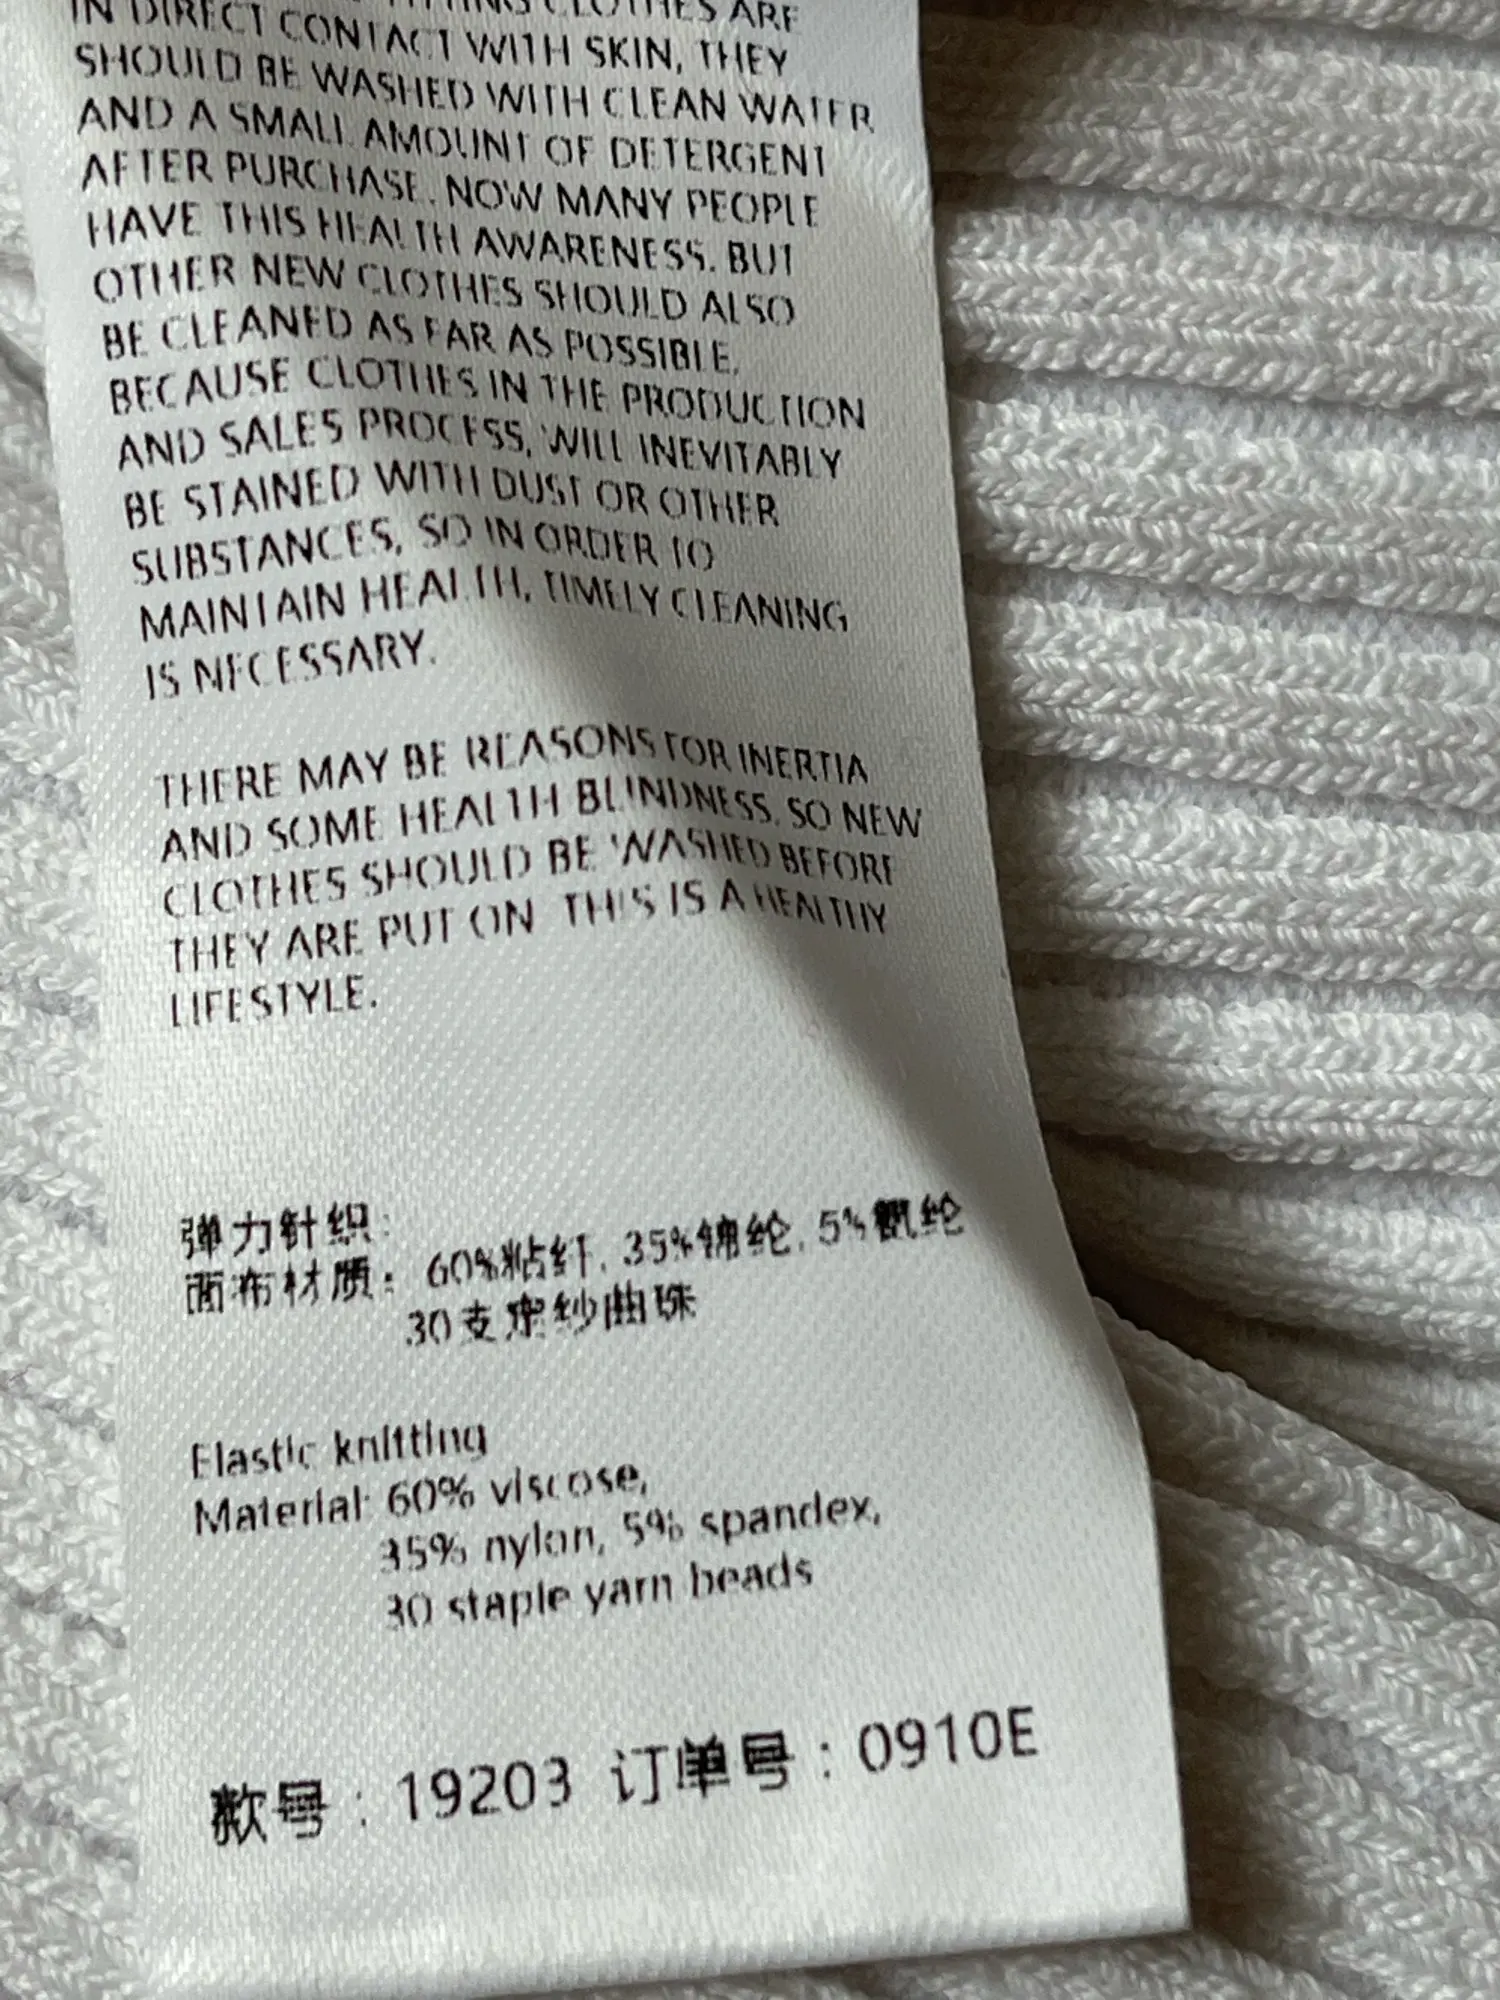 CLOTHES ARE
IN DIRECT CONTACT WITH SKIN, THEY
SHOULD BE WASHED WITH CLEAN WATER
AND A SMALL AMOUNT OF DETERGENT
AFTER PURCHASE. NOW MANY PEOPLE
HAVE THIS HEALTH AWARENESS. BUT
OTHER NEW CLOTHES SHOULD ALSO
BE CLEANED AS FAR AS POSSIBLE,
BECAUSE CLOTHES IN THE PRODUCTION
AND SALES PROCESS, WILL INEVITABLY
BE STAINED WITH DUST OR OTHER
SUBSTANCES, SO IN ORDER TO
MAINTAIN HEALTH, TIMELY CLEANING
IS NECESSARY.
THERE MAY BE REASONS FOR INERTIA
AND SOME HEALTH BLINDNESS, SO NEW
CLOTHES SHOULD BE WASHED BEFORE
THEY ARE PUT ON THIS IS A HEALTHY
LIFESTYLE.
弹力针织:
面布材质: 60%粘纤, 35%锦纶, 5%氨纶
30支定纱曲珠
Elastic knitting
Material: 60% viscose,
35% nylon, 5% spandex,
30 staple yarn beads
款号: 19203 订单号: 0910E